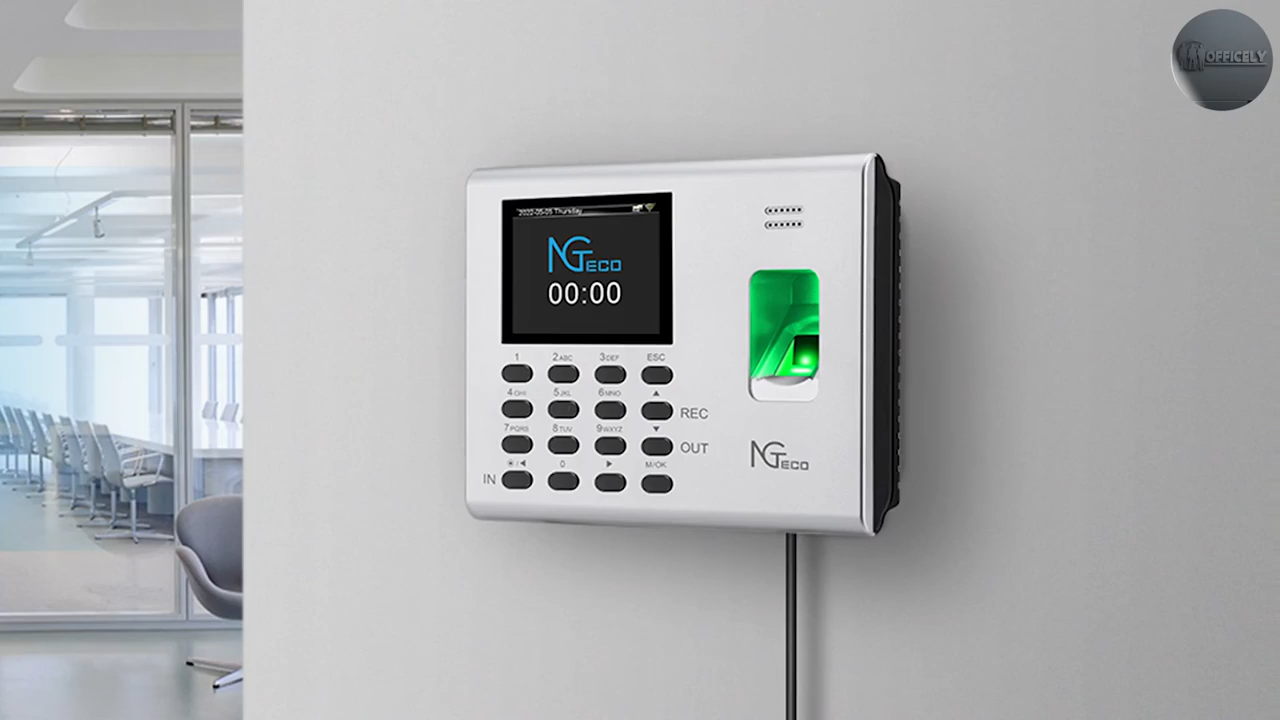 OFFICELY
2022-05-05 Thursday
NGTECO
00:00
1 2ABC 3DEF ESC
4GHI 5JKL 6MNO
REC
7PQRS 8TUV 9WXYZ
OUT
0 M/OK
IN
NGTECO